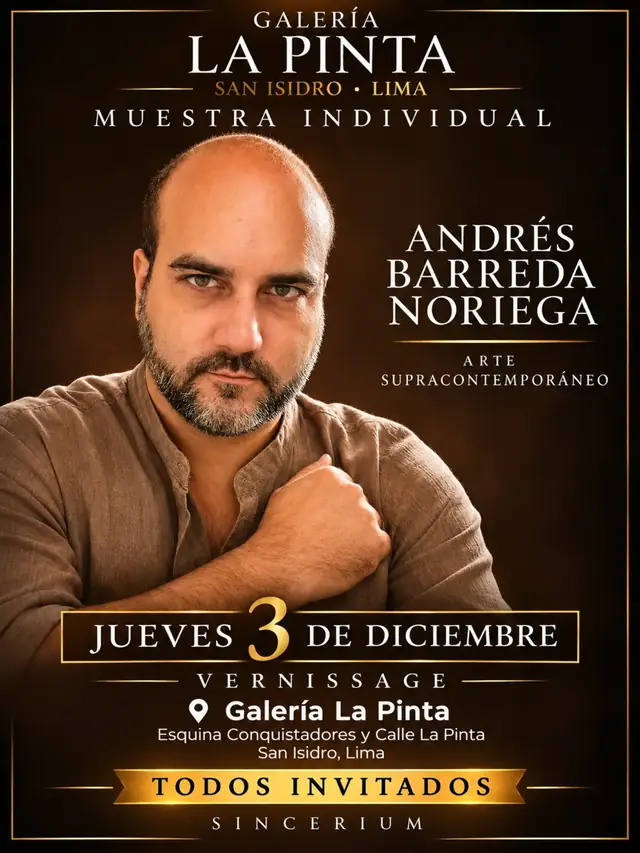 GALERÍA
LA PINTA
SAN ISIDRO • LIMA
MUESTRA INDIVIDUAL
ANDRÉS
BARREDA
NORIEGA
ARTE
SUPRACONTEMPORÁNEO
JUEVES 3 DE DICIEMBRE
VERNISSAGE
Galería La Pinta
Esquina Conquistadores y Calle La Pinta
San Isidro, Lima
TODOS INVITADOS
SINCERIUM